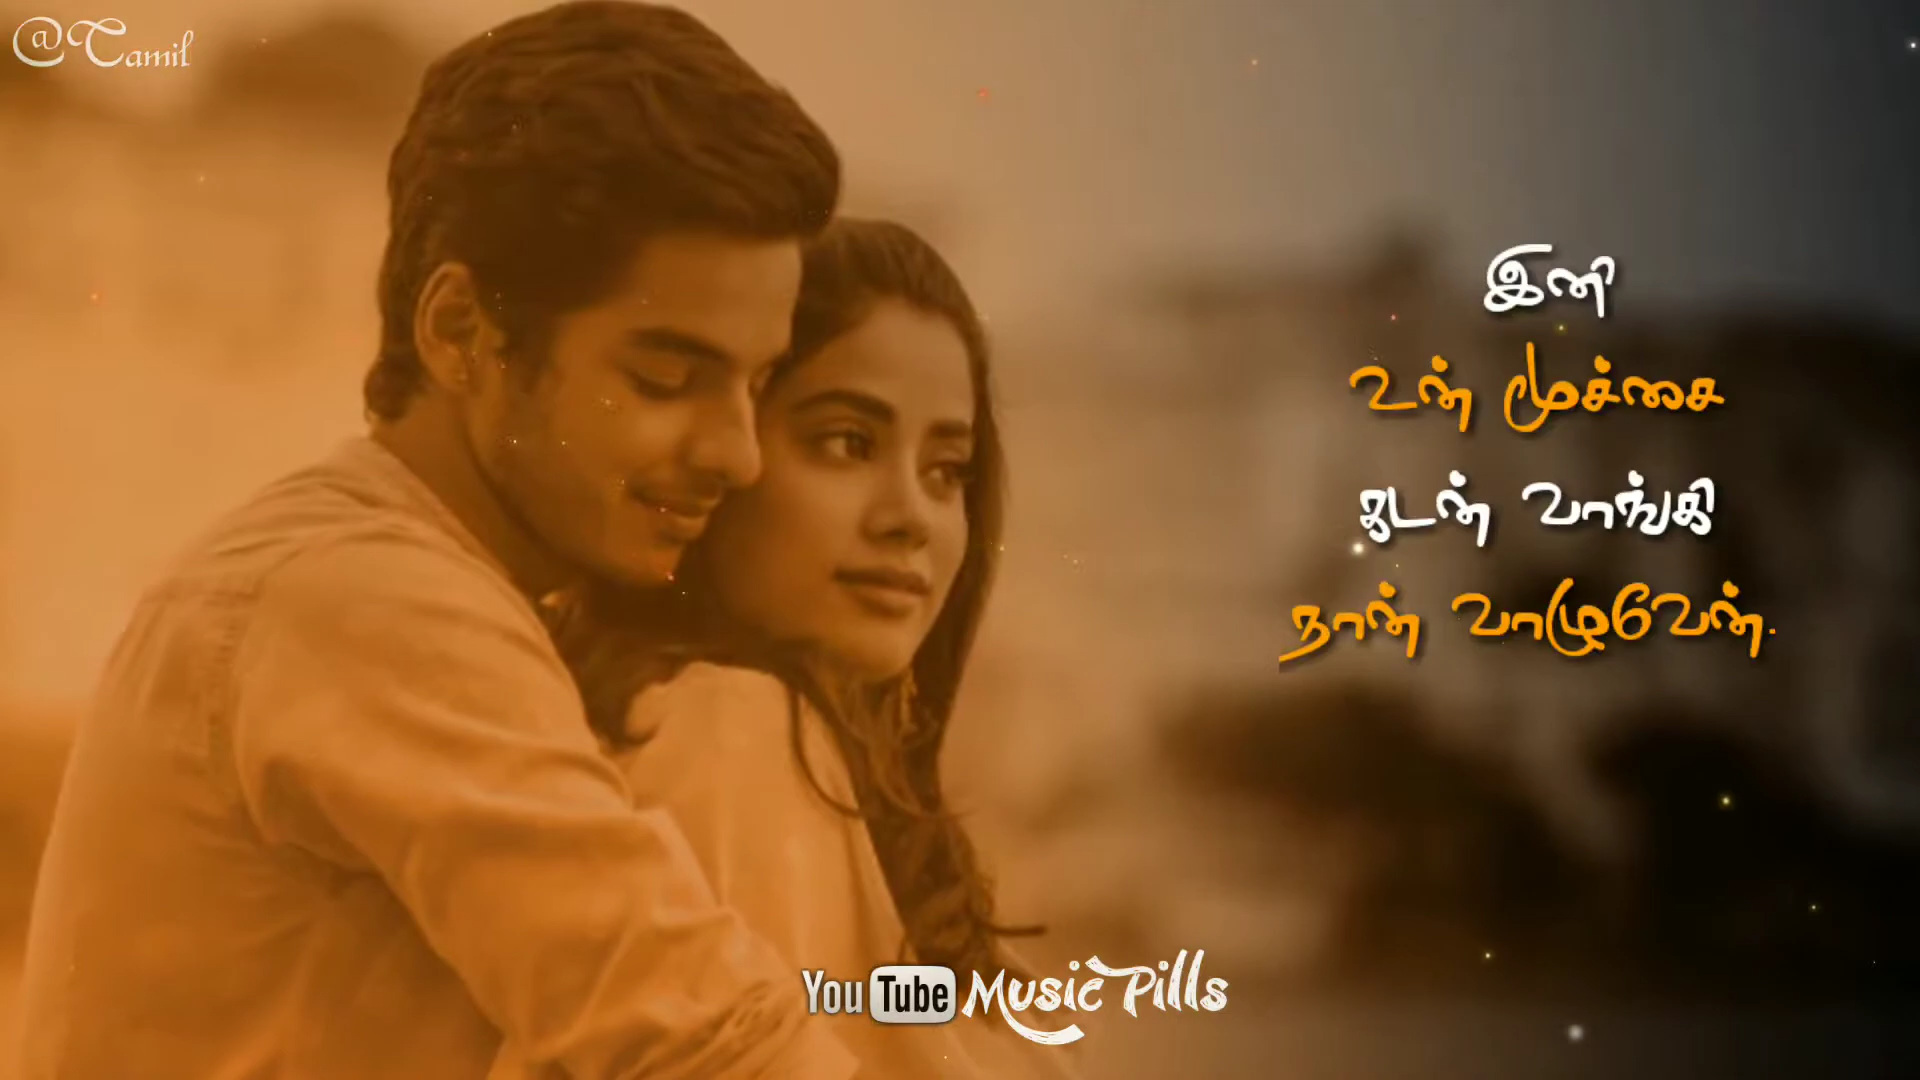 @Tamil
இனி
உன் மூச்சை
கடன் வாங்கி
நான் வாழுவேன்.
YouTube Music Pills